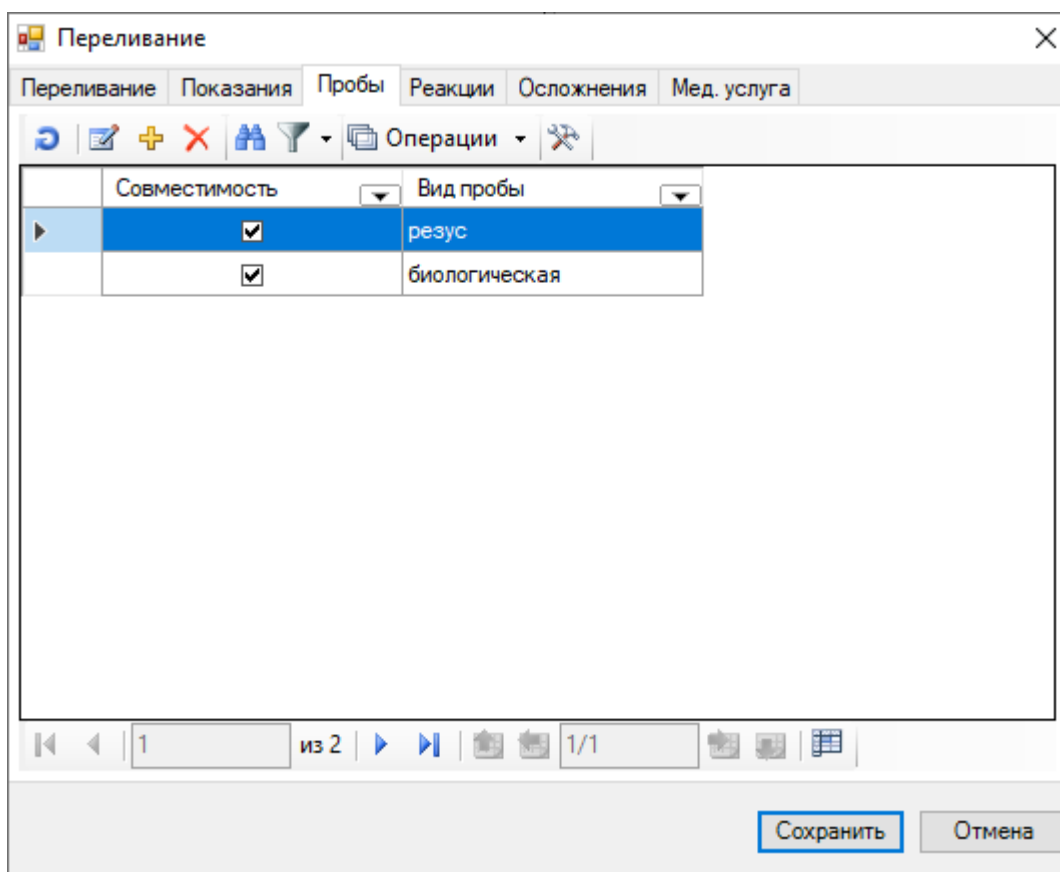 Переливание
Переливание Показания Пробы Реакции Осложнения Мед. услуга
Операции
Совместимость Вид пробы
резус
биологическая
1 из 2 1/1
Сохранить Отмена